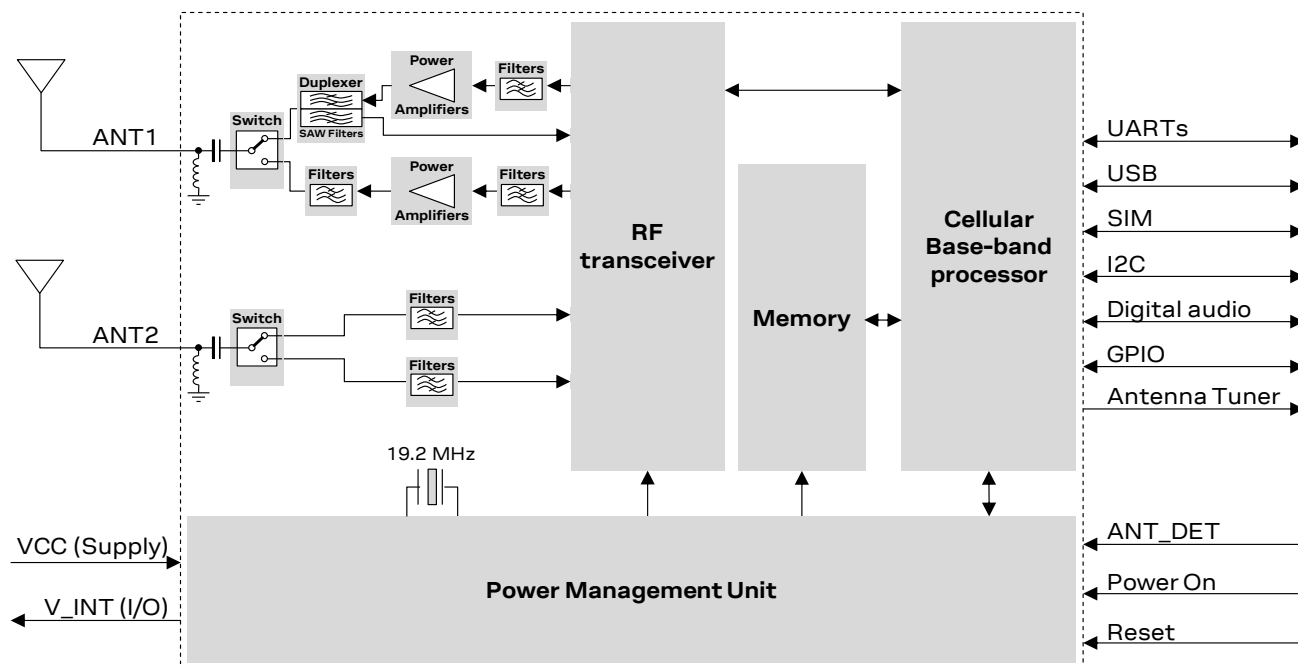 ANT1
Switch
Duplexer
SAW Filters
Power
Amplifiers
Filters
Filters
Power
Amplifiers
Filters
ANT2
Switch
Filters
Filters
RF
transceiver
Memory
Cellular
Base-band
processor
UARTs
USB
SIM
I2C
Digital audio
GPIO
Antenna Tuner
19.2 MHz
VCC (Supply)
V_INT (I/O)
Power Management Unit
ANT_DET
Power On
Reset